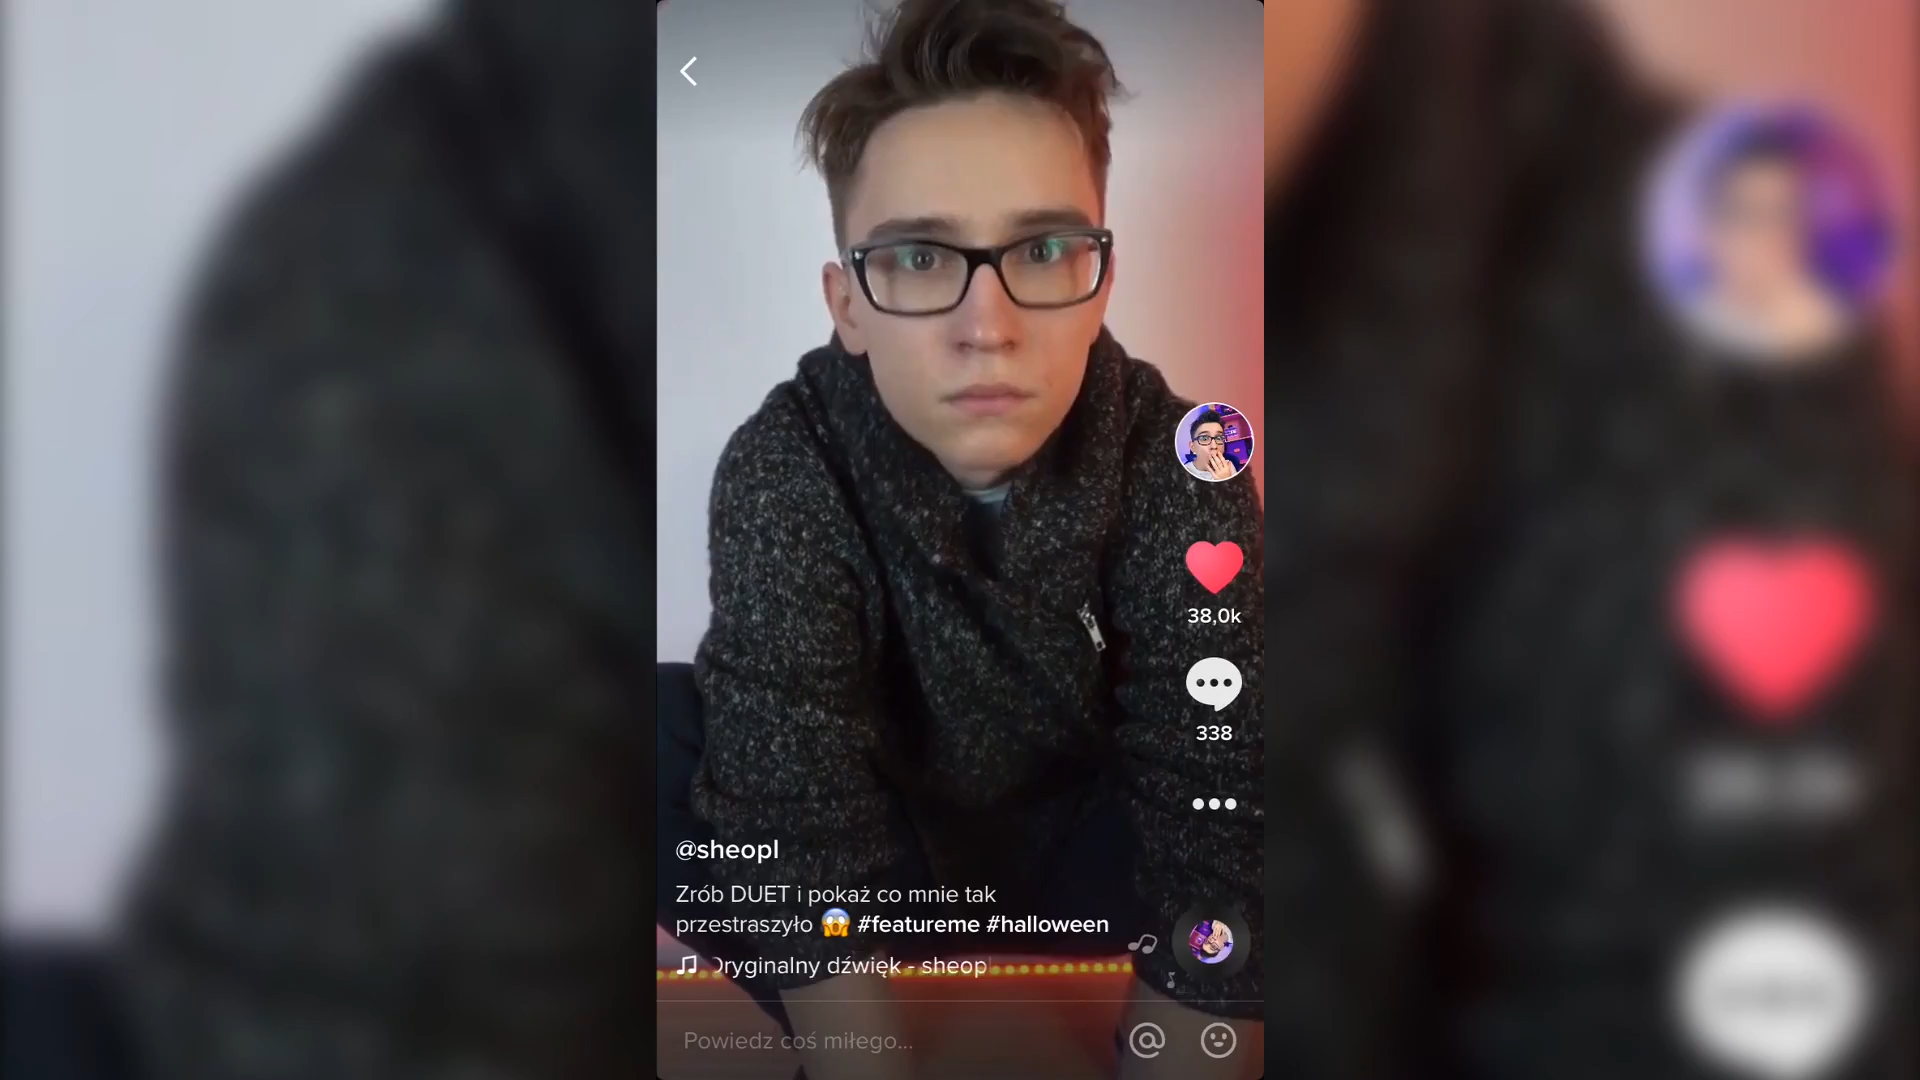 38,0k
338
@sheopl
Zrób DUET i pokaż co mnie tak
przestraszyło 😱 #featureme #halloween
Oryginalny dźwięk - sheop
Powiedz coś miłego...